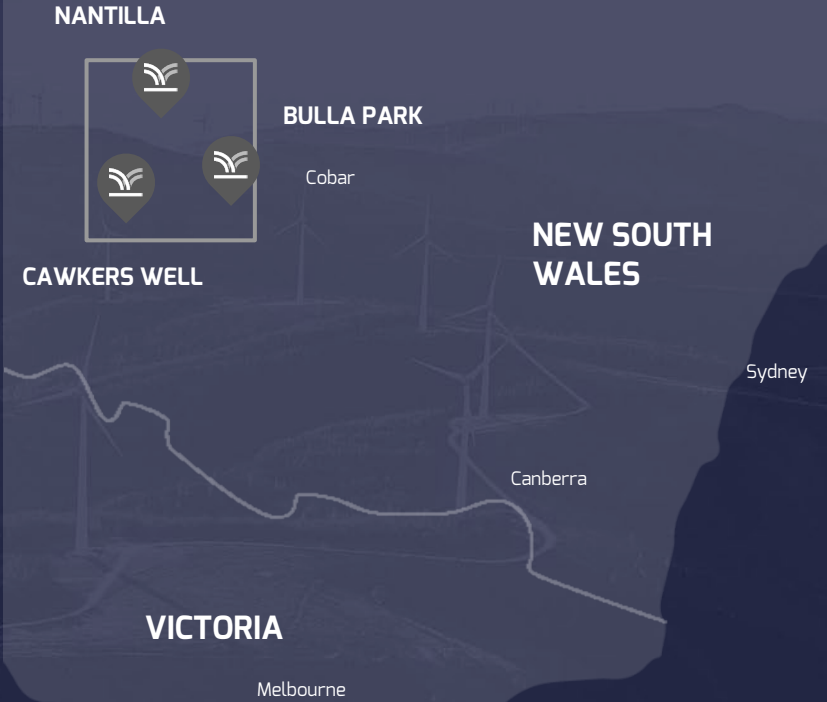 NANTILLA
BULLA PARK
Cobar
NEW SOUTH
WALES
CAWKERS WELL
Sydney
Canberra
VICTORIA
Melbourne